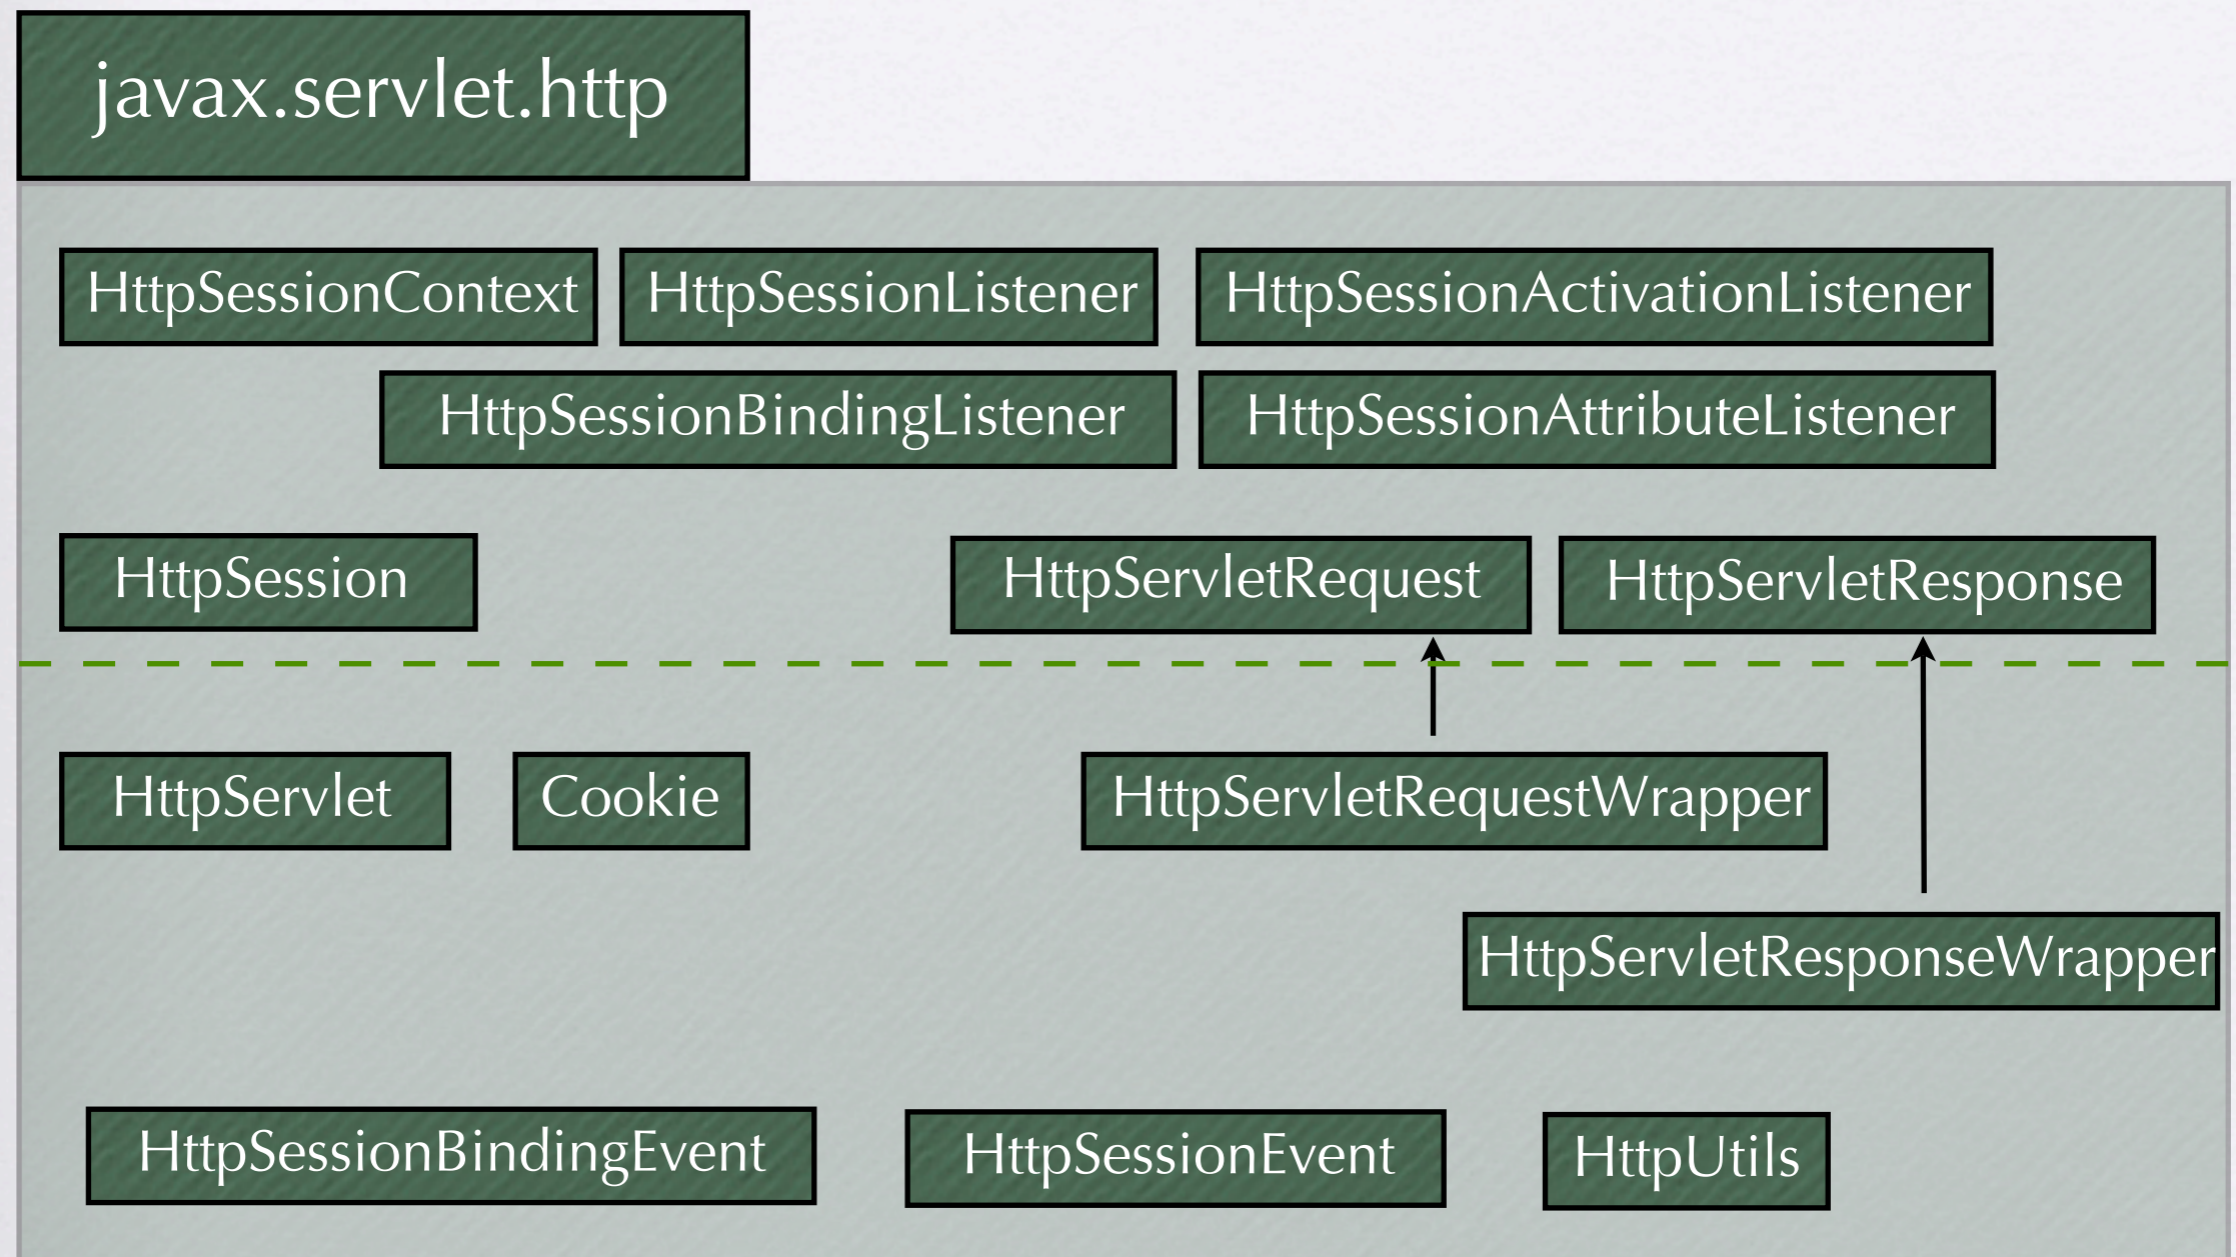 javax.servlet.http
HttpSessionContext
HttpSessionListener
HttpSessionActivationListener
HttpSessionBindingListener
HttpSessionAttributeListener
HttpSession
HttpServletRequest
HttpServletResponse
HttpServlet
Cookie
HttpServletRequestWrapper
HttpServletResponseWrapper
HttpSessionBindingEvent
HttpSessionEvent
HttpUtils